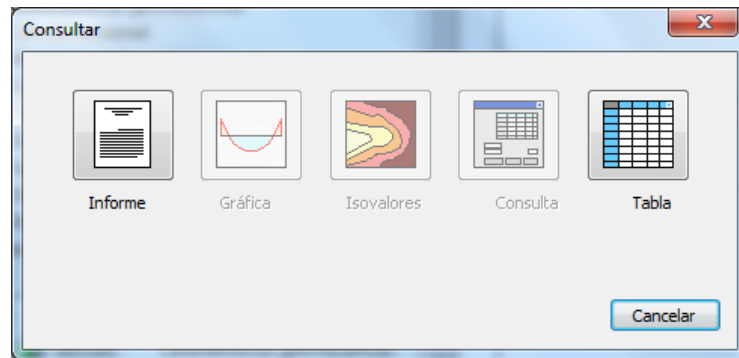 Consultar
Informe
Gráfica
Isovalores
Consulta
Tabla
Cancelar